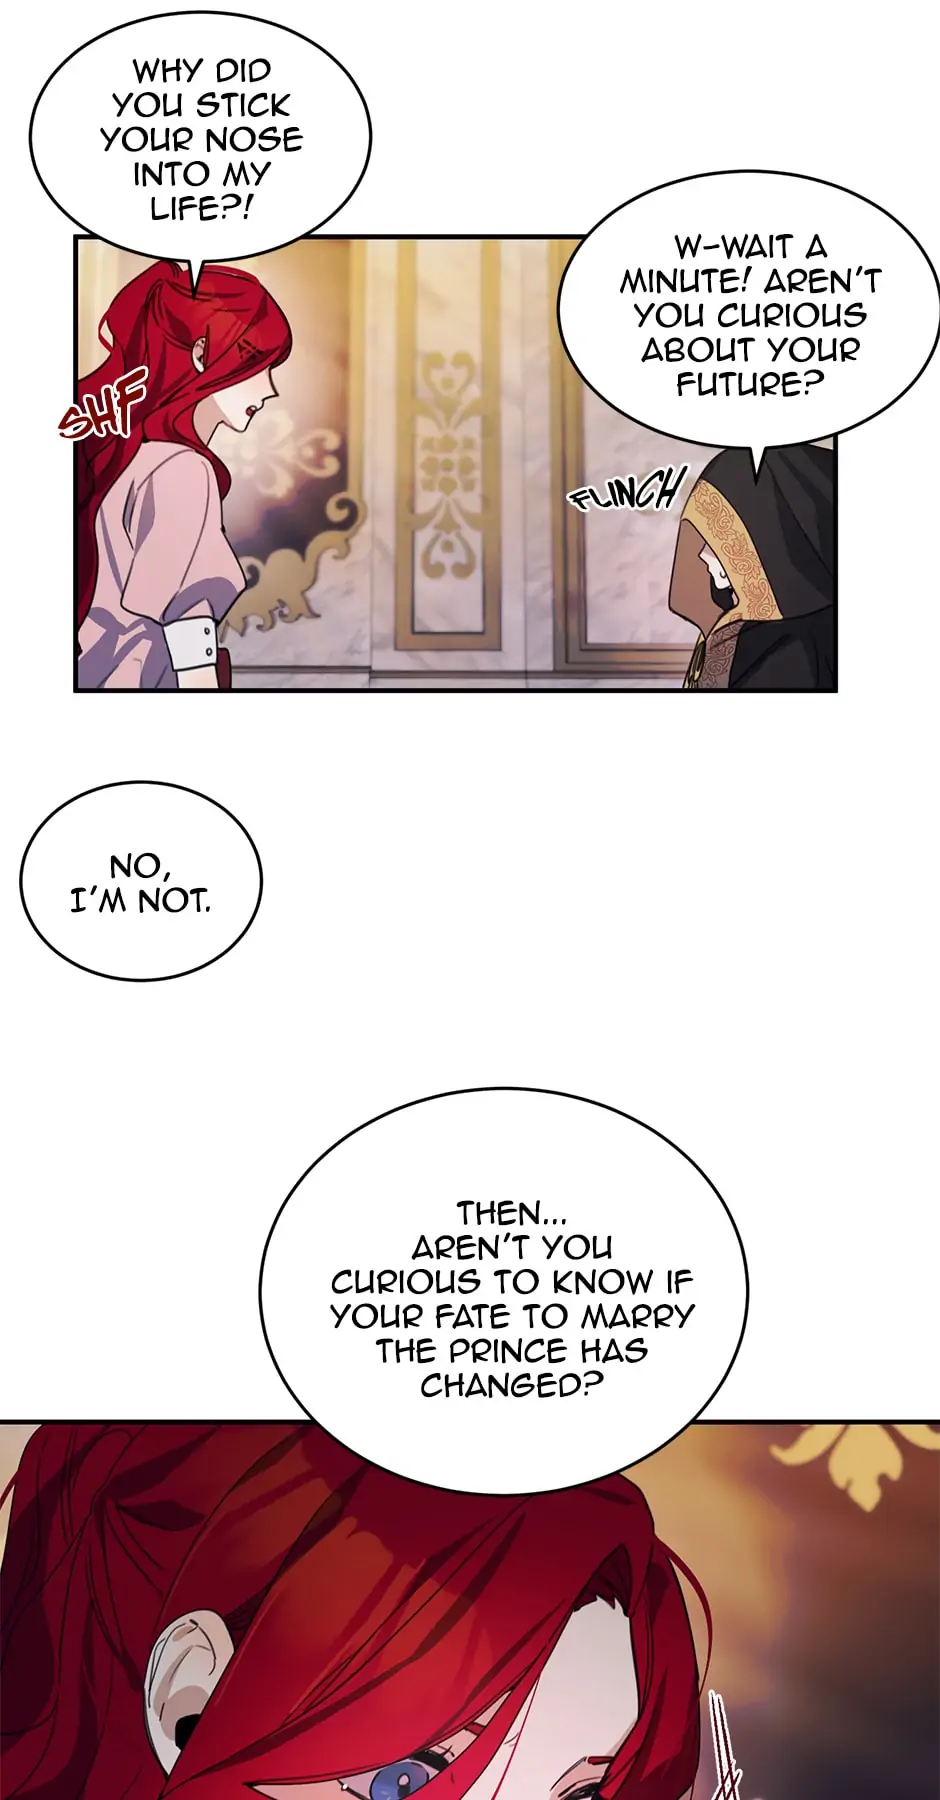 WHY DID
YOU STICK
YOUR NOSE
INTO MY
LIFE?!
W-WAIT A
MINUTE! AREN'T
YOU CURIOUS
ABOUT YOUR
FUTURE?
SHF
FLINCH
NO,
I'M NOT.
THEN...
AREN'T YOU
CURIOUS TO KNOW IF
YOUR FATE TO MARRY
THE PRINCE HAS
CHANGED?